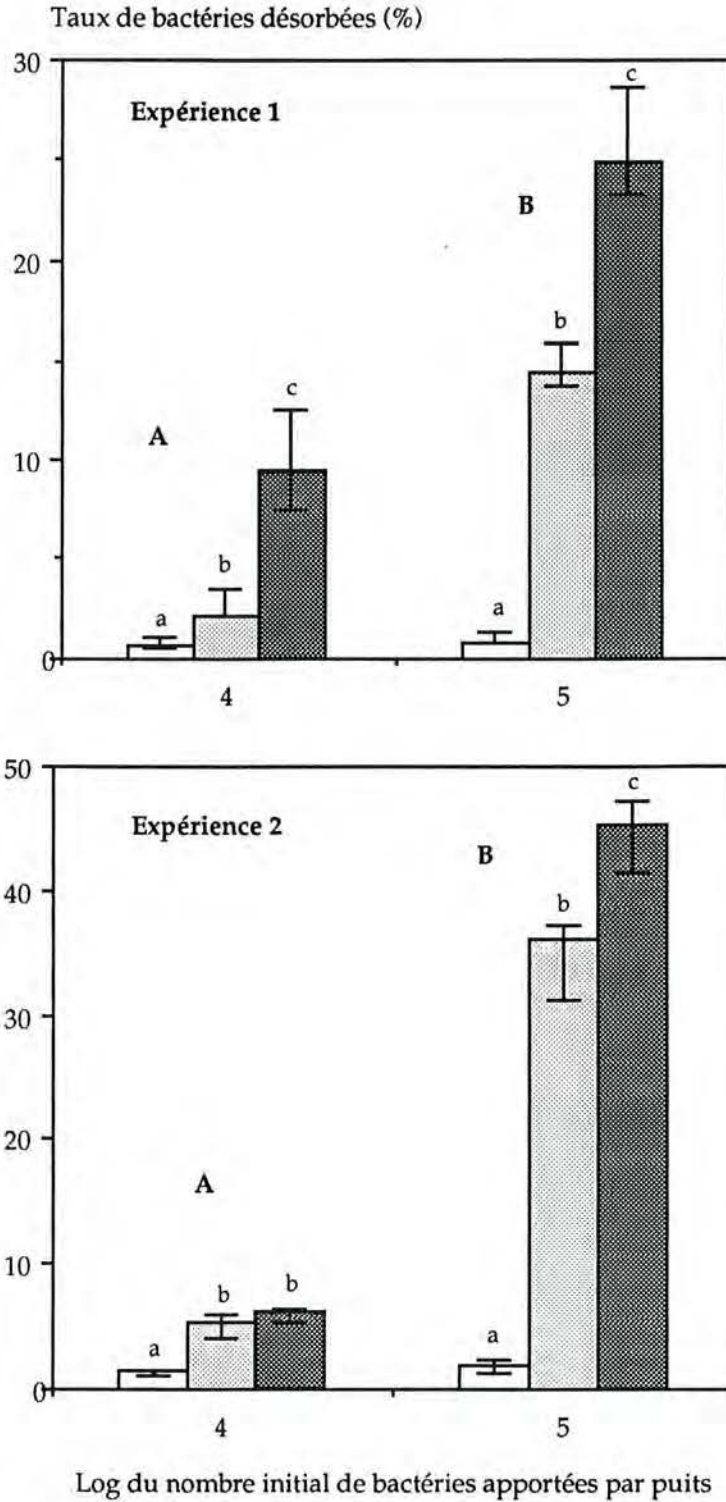 Taux de bactéries désorbées (%)
30
c
Expérience 1
B
20
b
c
A
10
b
a
a
0
4 5
50
c
Expérience 2
B
40
b
30
20
A
10
b b
a
a
0
4 5
Log du nombre initial de bactéries apportées par puits